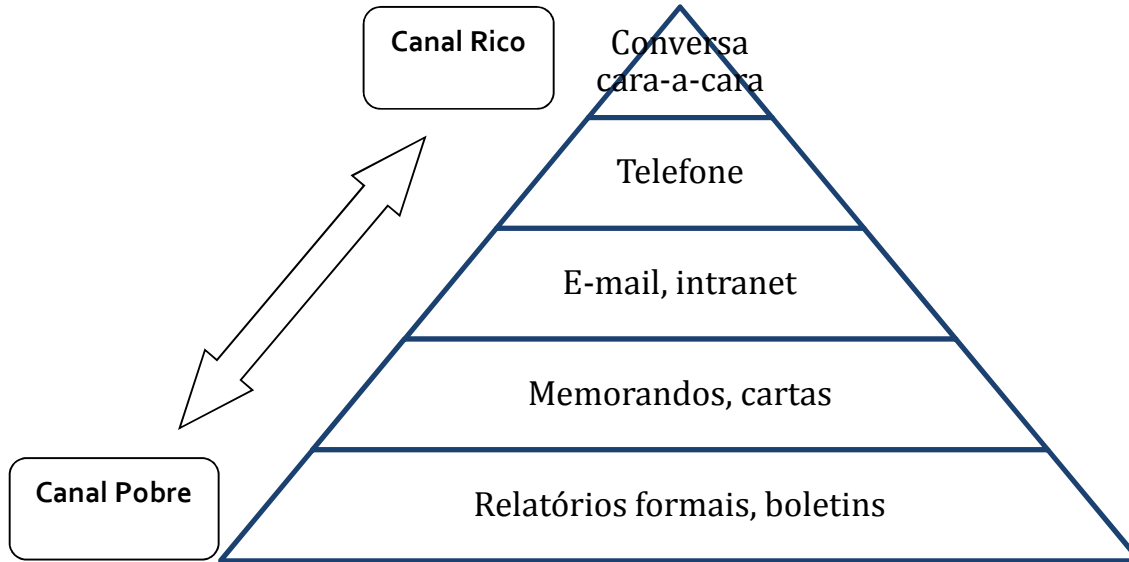 Canal Rico
Conversa
cara-a-cara
Telefone
E-mail, intranet
Memorandos, cartas
Canal Pobre
Relatórios formais, boletins